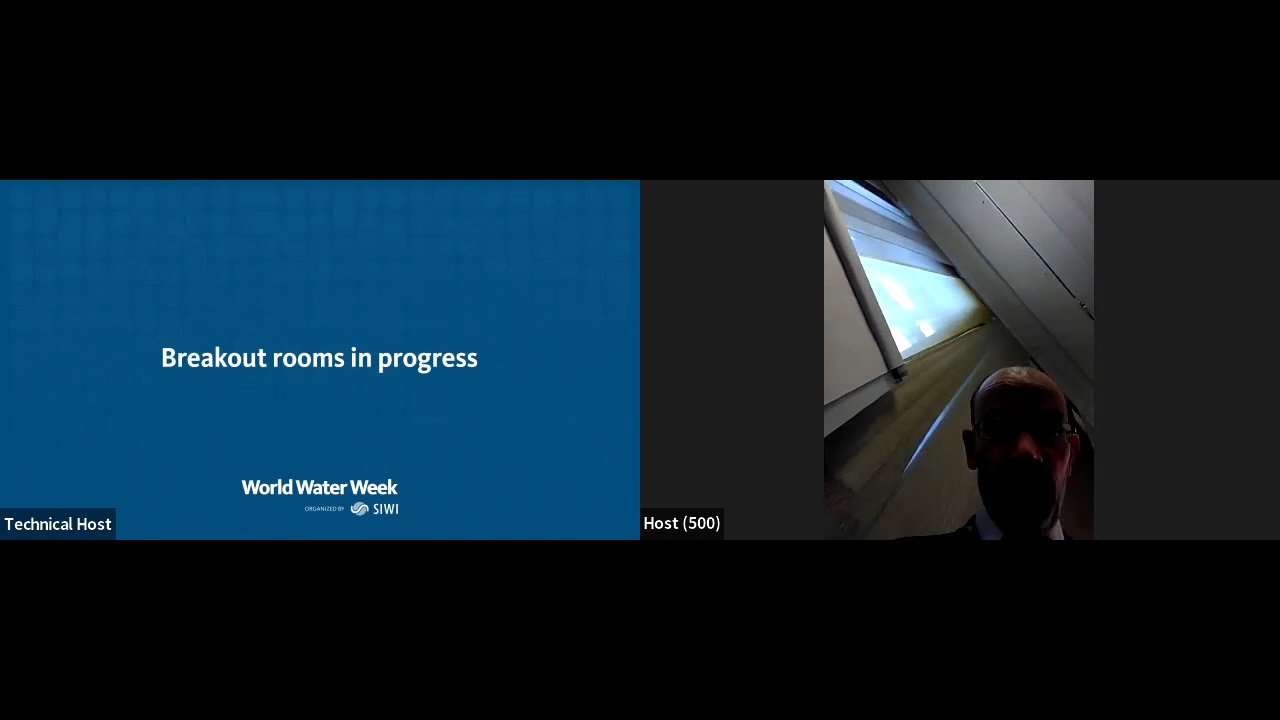 Breakout rooms in progress
World Water Week
ORGANIZED BY SIWI
Technical Host
Host (500)